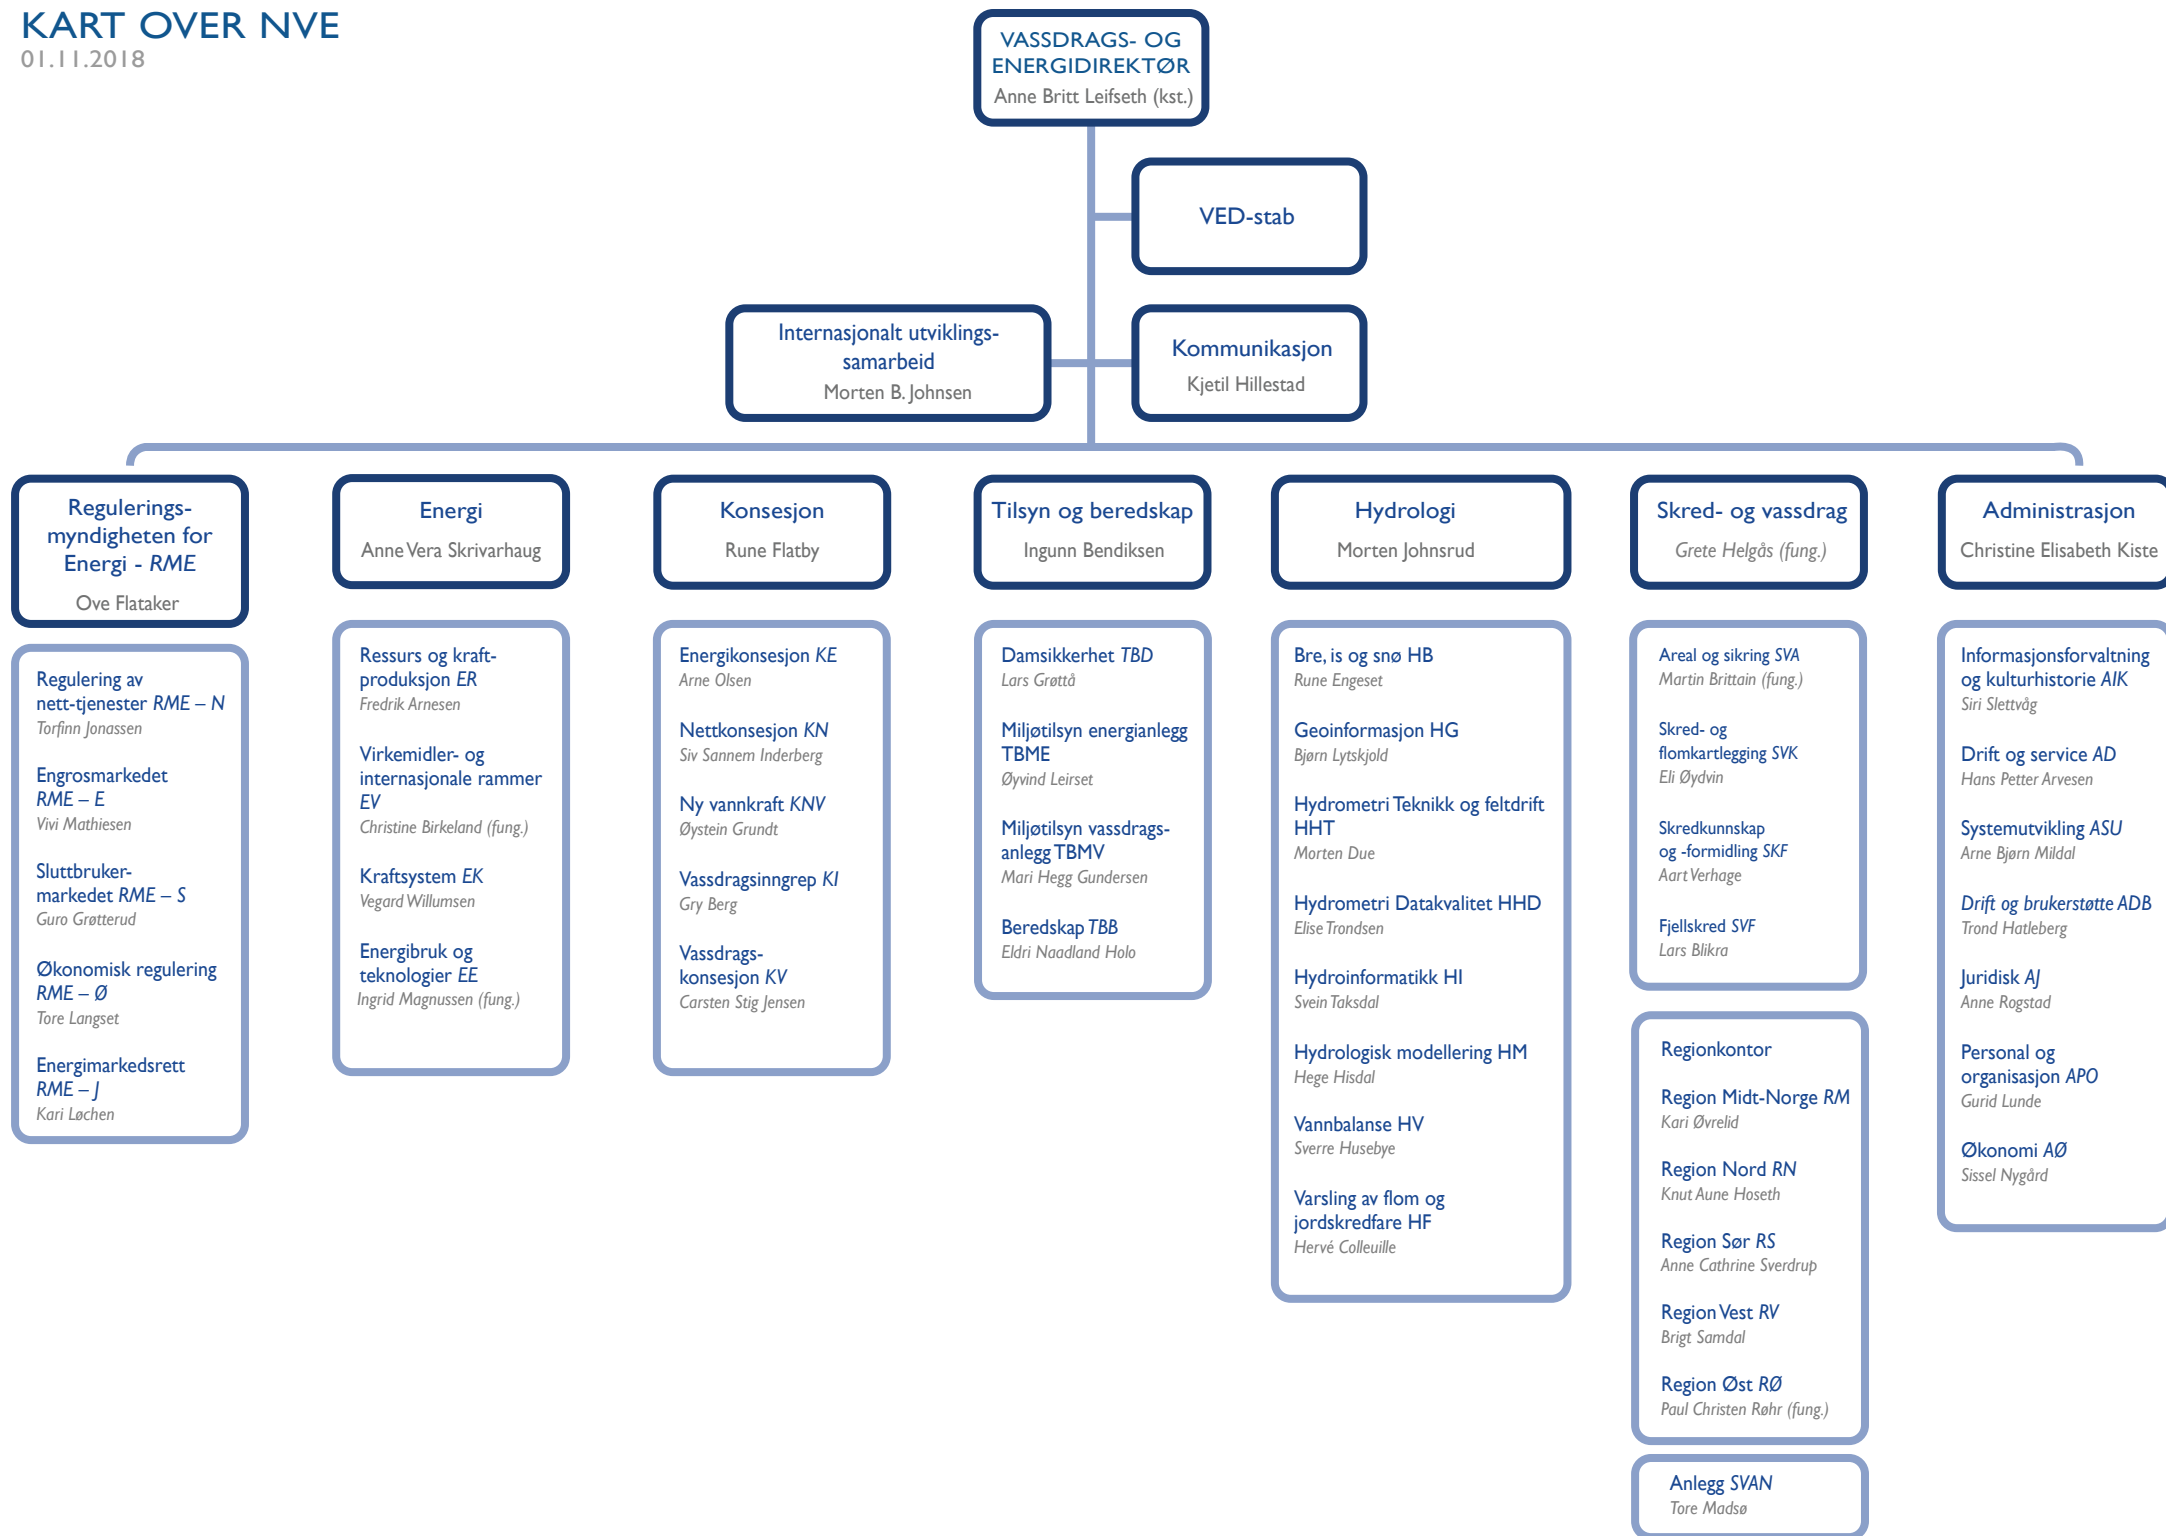 KART OVER NVE
01.11.2018
VASSDRAGS- OG
ENERGIDIREKTØR
Anne Britt Leifseth (kst.)
VED-stab
Internasjonalt utviklings-
samarbeid
Morten B. Johnsen
Kommunikasjon
Kjetil Hillestad
Regulerings-
myndigheten for
Energi - RME
Ove Flataker
Regulering av
nett-tjenester RME – N
Torfinn Jonassen
Engrosmarkedet
RME – E
Vivi Mathiesen
Sluttbruker-
markedet RME – S
Guro Grøtterud
Økonomisk regulering
RME – Ø
Tore Langset
Energimarkedsrett
RME – J
Kari Løchen
Energi
Anne Vera Skrivarhaug
Ressurs og kraft-
produksjon ER
Fredrik Arnesen
Virkemidler- og
internasjonale rammer
EV
Christine Birkeland (fung.)
Kraftsystem EK
Vegard Willumsen
Energibruk og
teknologier EE
Ingrid Magnussen (fung.)
Konsesjon
Rune Flatby
Energikonsesjon KE
Arne Olsen
Nettkonsesjon KN
Siv Sannem Inderberg
Ny vannkraft KNV
Øystein Grundt
Vassdragsinngrep KI
Gry Berg
Vassdrags-
konsesjon KV
Carsten Stig Jensen
Tilsyn og beredskap
Ingunn Bendiksen
Damsikkerhet TBD
Lars Grøttå
Miljøtilsyn energianlegg
TBME
Øyvind Leirset
Miljøtilsyn vassdrags-
anlegg TBMV
Mari Hegg Gundersen
Beredskap TBB
Eldri Naadland Holo
Hydrologi
Morten Johnsrud
Bre, is og snø HB
Rune Engeset
Geoinformasjon HG
Bjørn Lytskjold
Hydrometri Teknikk og feltdrift
HHT
Morten Due
Hydrometri Datakvalitet HHD
Elise Trondsen
Hydroinformatikk HI
Svein Taksdal
Hydrologisk modellering HM
Hege Hisdal
Vannbalanse HV
Sverre Husebye
Varsling av flom og
jordskredfare HF
Hervé Colleuille
Skred- og vassdrag
Grete Helgås (fung.)
Areal og sikring SVA
Martin Brittain (fung.)
Skred- og
flomkartlegging SVK
Eli Øydvin
Skredkunnskap
og -formidling SKF
Aart Verhage
Fjellskred SVF
Lars Blikra
Regionkontor
Region Midt-Norge RM
Kari Øvrelid
Region Nord RN
Knut Aune Hoseth
Region Sør RS
Anne Cathrine Sverdrup
Region Vest RV
Brigt Samdal
Region Øst RØ
Paul Christen Røhr (fung.)
Anlegg SVAN
Tore Madsø
Administrasjon
Christine Elisabeth Kiste
Informasjonsforvaltning
og kulturhistorie AIK
Siri Slettvåg
Drift og service AD
Hans Petter Arvesen
Systemutvikling ASU
Arne Bjørn Mildal
Drift og brukerstøtte ADB
Trond Hatleberg
Juridisk AJ
Anne Rogstad
Personal og
organisasjon APO
Gurid Lunde
Økonomi AØ
Sissel Nygård